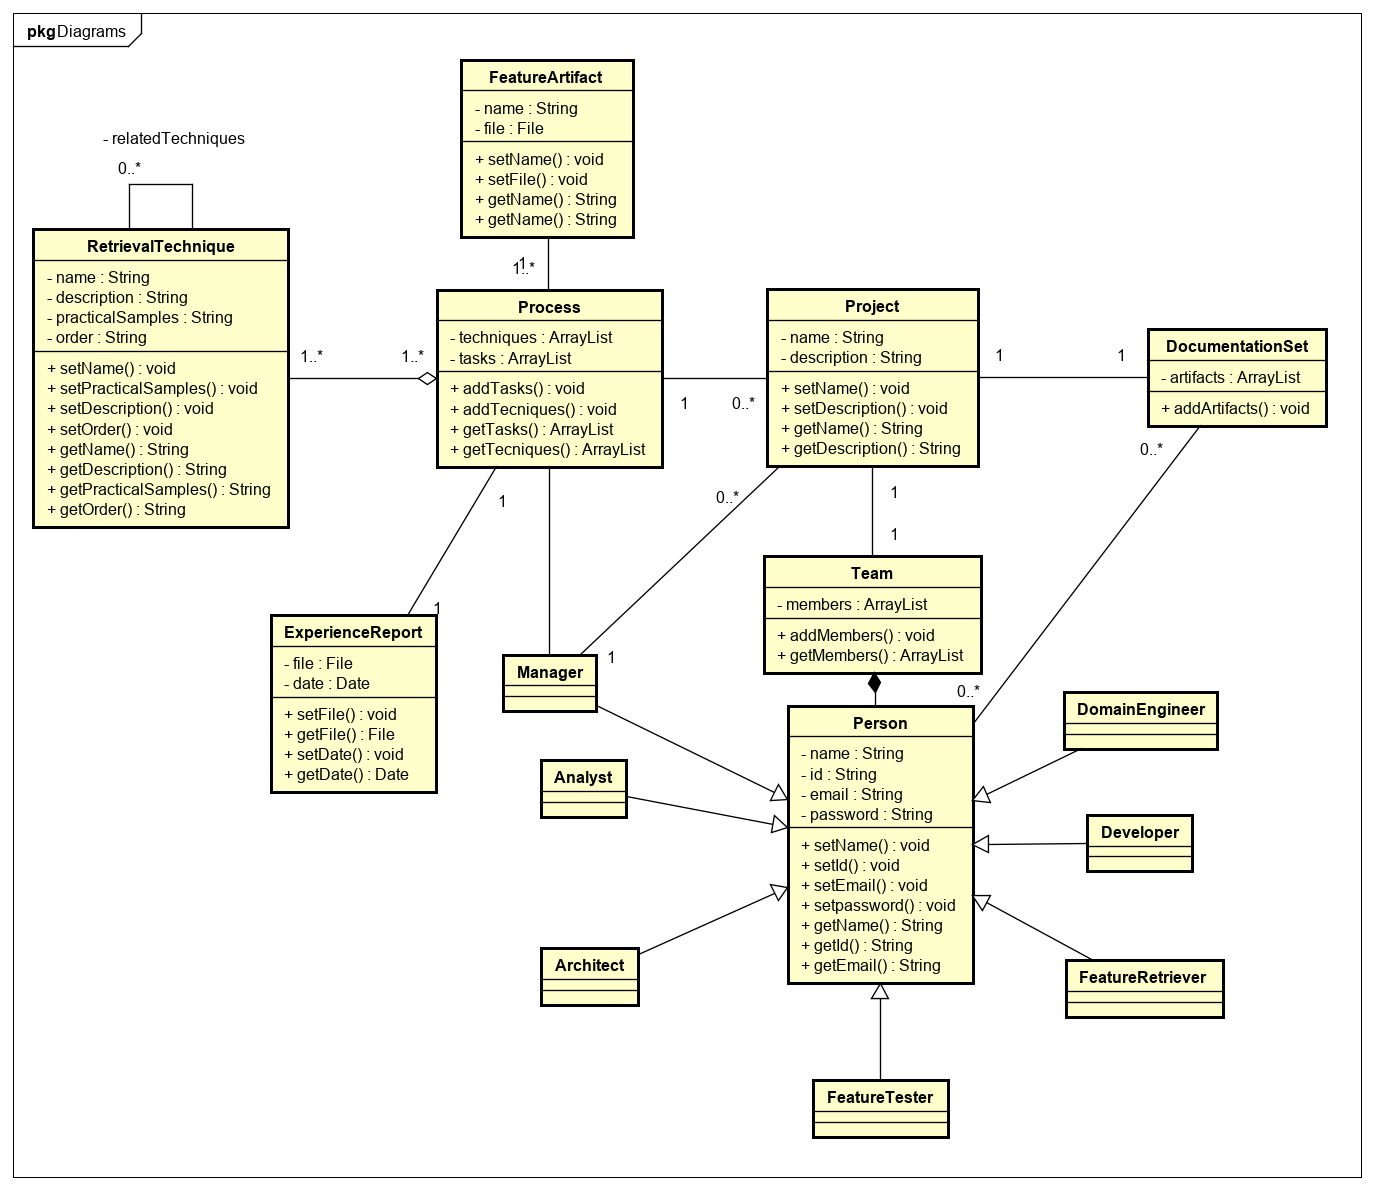 pkg Diagrams
FeatureArtifact
- name : String
- file : File
+ setName() : void
+ setFile() : void
+ getName() : String
+ getName() : String
- relatedTechniques
0..*
RetrievalTechnique
- name : String
- description : String
- practicalSamples : String
- order : String
+ setName() : void
+ setPracticalSamples() : void
+ setDescription() : void
+ setOrder() : void
+ getName() : String
+ getDescription() : String
+ getPracticalSamples() : String
+ getOrder() : String
1..*
1..*
1
1..*
Process
- techniques : ArrayList
- tasks : ArrayList
+ addTasks() : void
+ addTecniques() : void
+ getTasks() : ArrayList
+ getTecniques() : ArrayList
1
0..*
Project
- name : String
- description : String
+ setName() : void
+ setDescription() : void
+ getName() : String
+ getDescription() : String
1
1
DocumentationSet
- artifacts : ArrayList
+ addArtifacts() : void
0..*
1
0..*
1
1
Team
- members : ArrayList
+ addMembers() : void
+ getMembers() : ArrayList
1
ExperienceReport
- file : File
- date : Date
+ setFile() : void
+ getFile() : File
+ setDate() : void
+ getDate() : Date
Manager
1
0..*
Person
- name : String
- id : String
- email : String
- password : String
+ setName() : void
+ setId() : void
+ setEmail() : void
+ setpassword() : void
+ getName() : String
+ getId() : String
+ getEmail() : String
DomainEngineer
Analyst
Developer
Architect
FeatureRetriever
FeatureTester